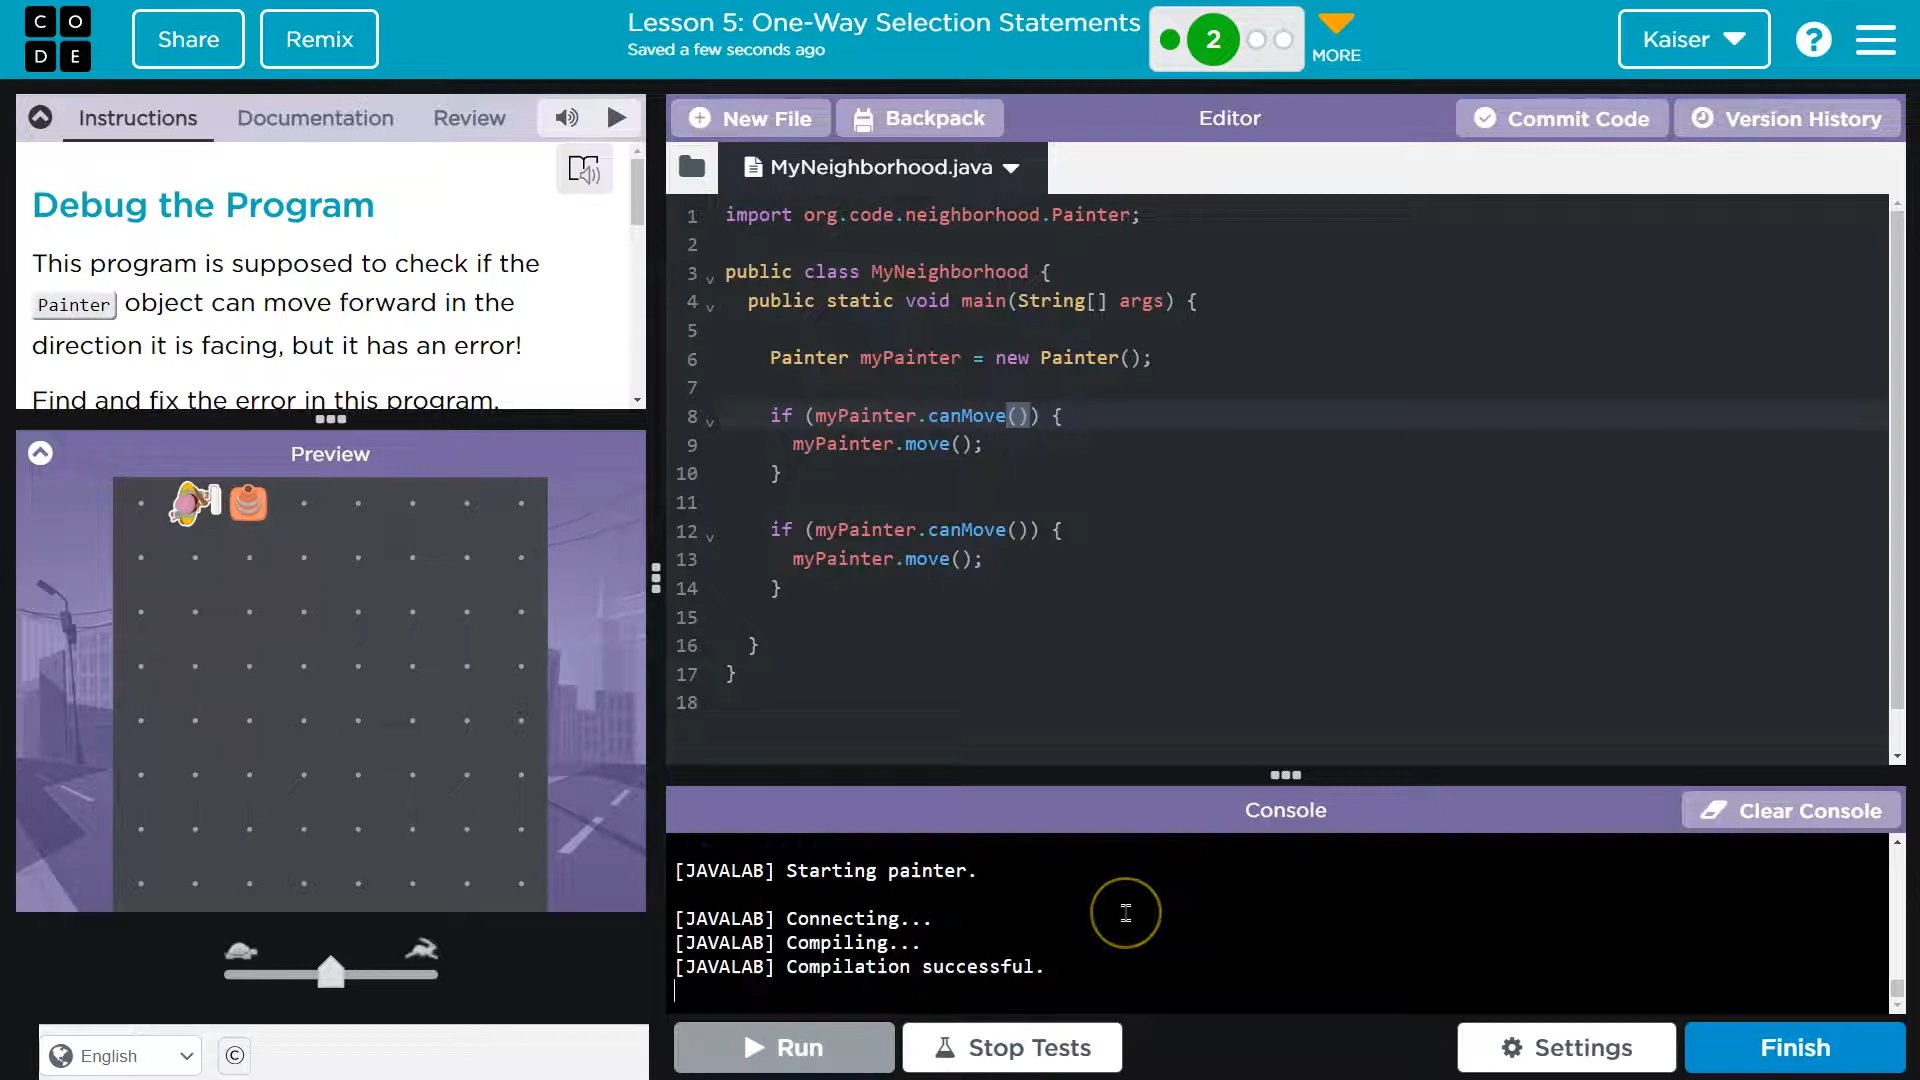 CODE
Share
Remix
Lesson 5: One-Way Selection Statements
Saved a few seconds ago
2
MORE
Kaiser
?
Instructions
Documentation
Review
New File
Backpack
Editor
Commit Code
Version History
MyNeighborhood.java
Debug the Program
This program is supposed to check if the
Painter object can move forward in the
direction it is facing, but it has an error!
Find and fix the error in this program.
Preview
1 import org.code.neighborhood.Painter;
2
3 public class MyNeighborhood {
4 public static void main(String[] args) {
5
6 Painter myPainter = new Painter();
7
8 if (myPainter.canMove()) {
9 myPainter.move();
10 }
11
12 if (myPainter.canMove()) {
13 myPainter.move();
14 }
15
16 }
17 }
18
Console
Clear Console
[JAVALAB] Starting painter.
[JAVALAB] Connecting...
[JAVALAB] Compiling...
[JAVALAB] Compilation successful.
English
©
Run
Stop Tests
Settings
Finish